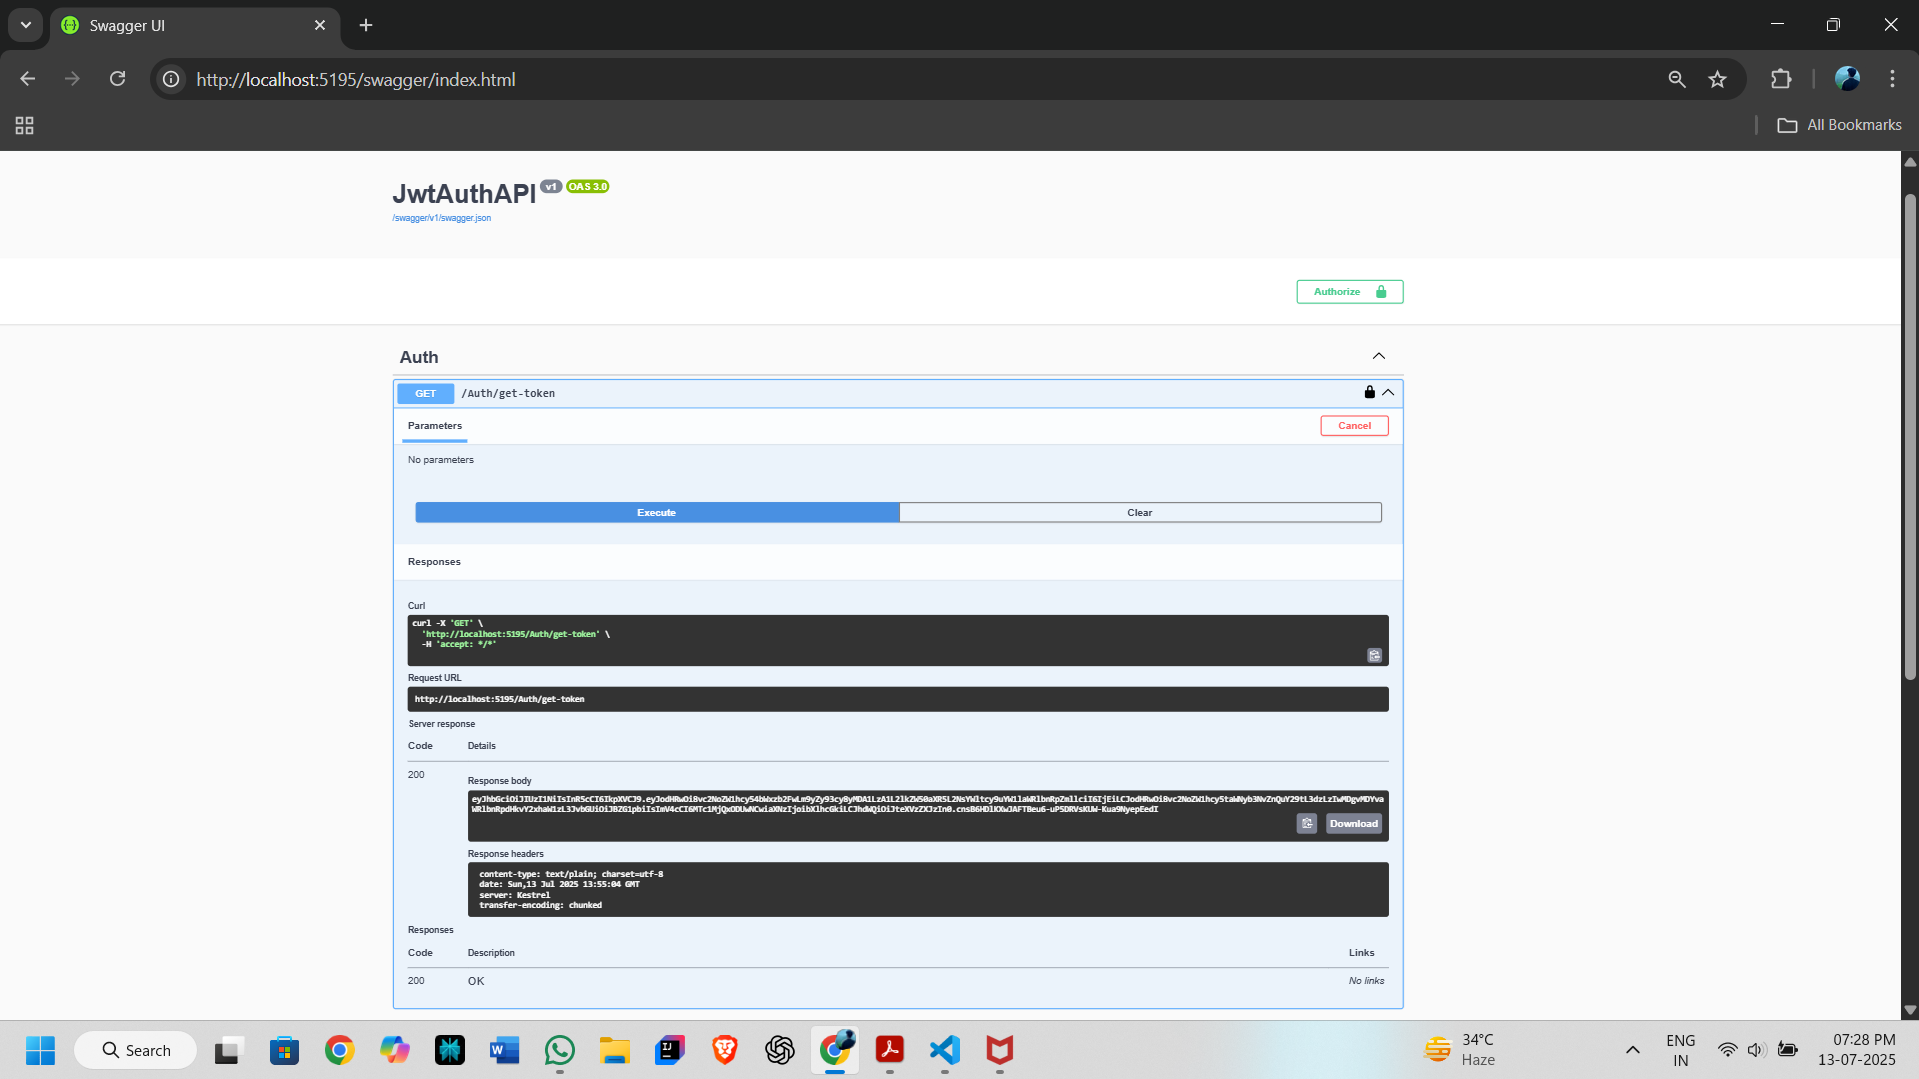 Swagger UI
http://localhost:5195/swagger/index.html
All Bookmarks
JwtAuthAPI v1 OAS 3.0
/swagger/v1/swagger.json
Authorize
Auth
GET /Auth/get-token
Parameters
Cancel
No parameters
Execute
Clear
Responses
Curl
curl -X 'GET' \
'http://localhost:5195/Auth/get-token' \
-H 'accept: */*'
Request URL
http://localhost:5195/Auth/get-token
Server response
Code Details
200
Response body
Download
Response headers
content-type: text/plain; charset=utf-8
date: Sun,13 Jul 2025 13:55:04 GMT
server: Kestrel
transfer-encoding: chunked
Responses
Code Description Links
200 OK No links
Search
34°C
Haze
ENG
IN
07:28 PM
13-07-2025